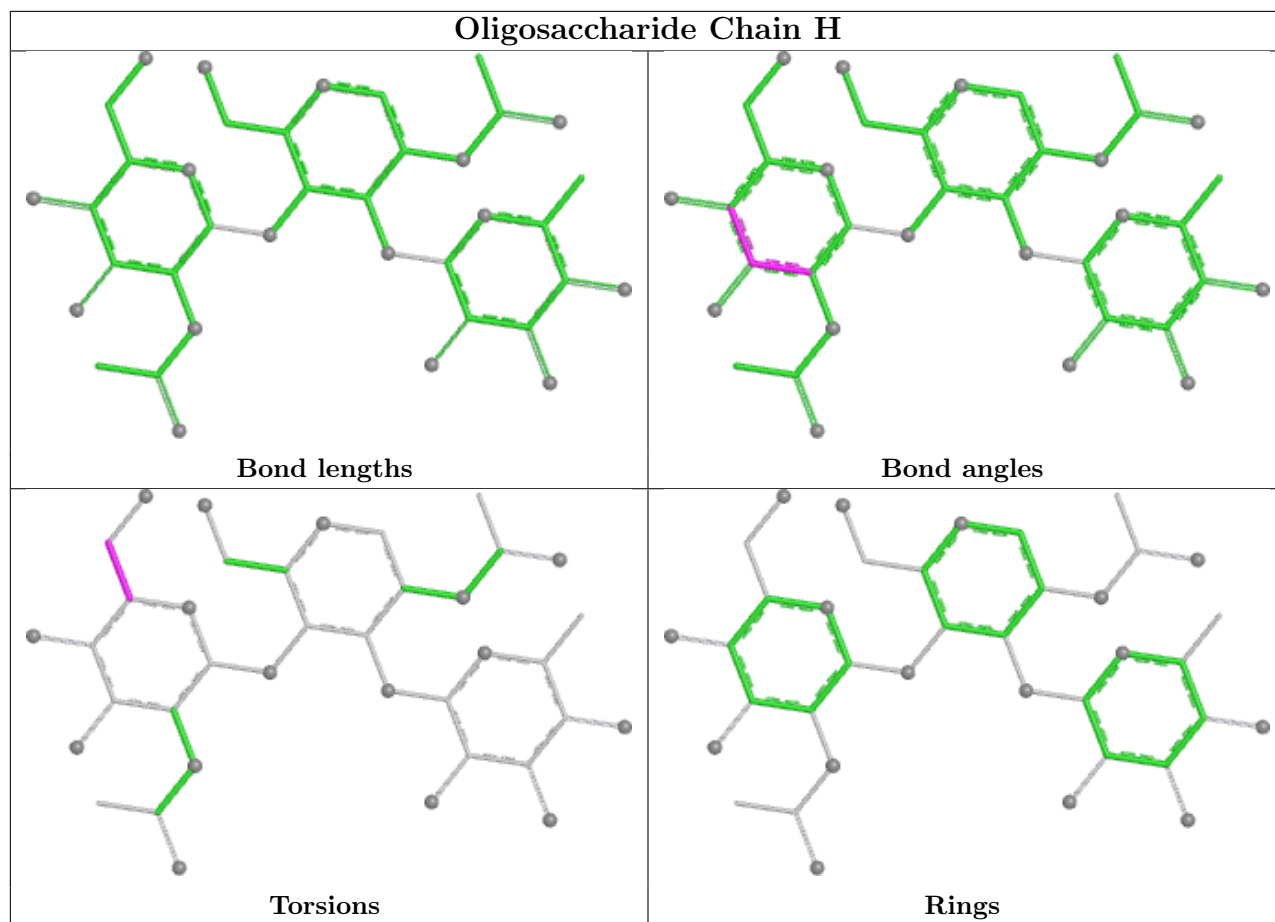 Oligosaccharide Chain H
Bond lengths
Bond angles
Torsions
Rings